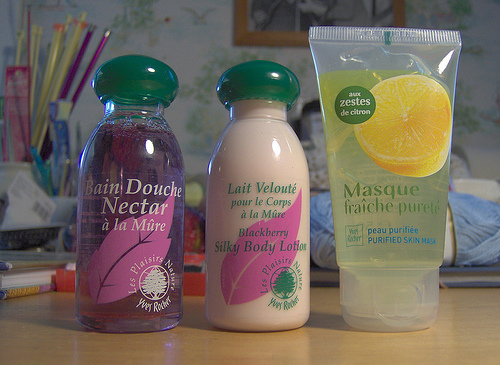 Bain Douche
Nectar
à la Mûre
Les Plaisirs Nature
Yves Rocher
Lait Velouté
pour le Corps
à la Mûre
Blackberry
Silky Body Lotion
Les Plaisirs Nature
Yves Rocher
aux
zestes
de citron
Masque
fraîche pureté
Yves
Rocher
peau purifiée
PURIFIED SKIN MASK